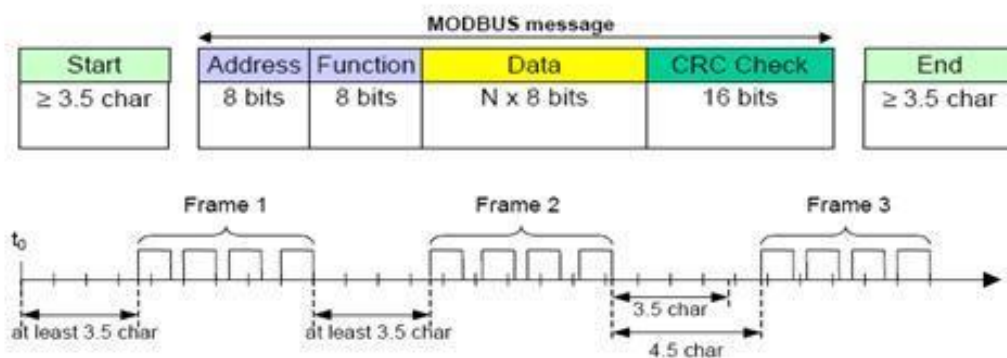 MODBUS message
Start Address Function Data CRC Check End
≥ 3.5 char 8 bits 8 bits N x 8 bits 16 bits ≥ 3.5 char
Frame 1 Frame 2 Frame 3
t0
at least 3.5 char at least 3.5 char 3.5 char
4.5 char